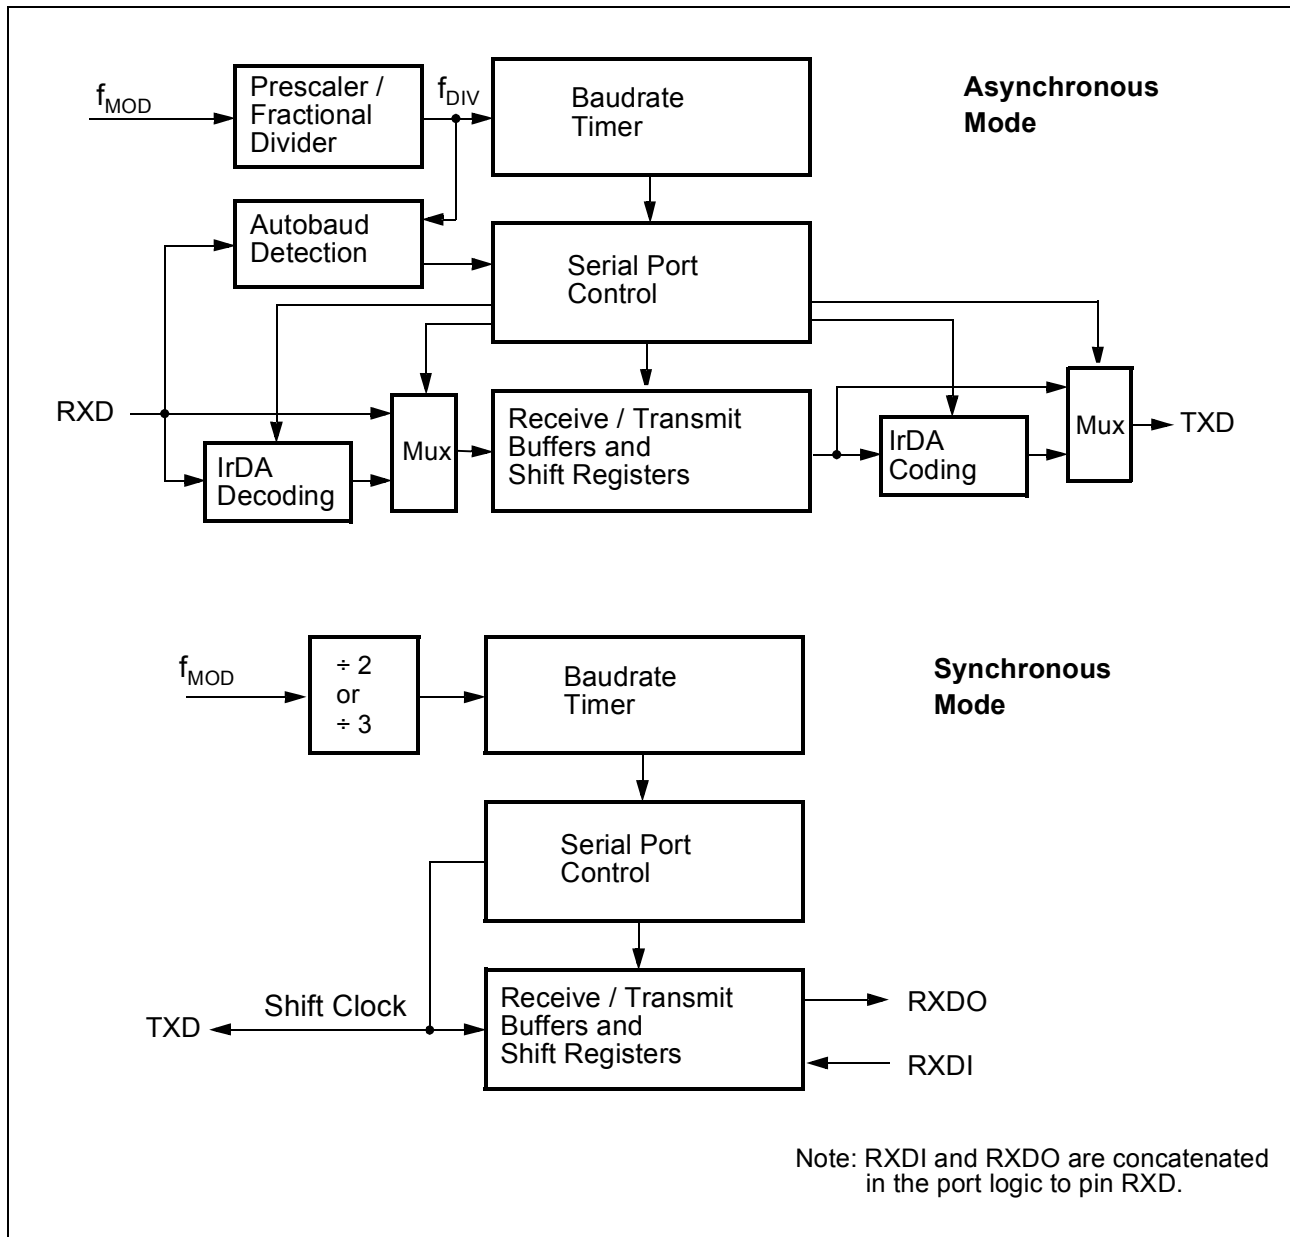 f_MOD
Prescaler /
Fractional
Divider
f_DIV
Baudrate
Timer
Asynchronous
Mode
Autobaud
Detection
Serial Port
Control
RXD
IrDA
Decoding
Mux
Receive / Transmit
Buffers and
Shift Registers
IrDA
Coding
Mux
TXD
f_MOD
÷ 2
or
÷ 3
Baudrate
Timer
Synchronous
Mode
Serial Port
Control
TXD
Shift Clock
Receive / Transmit
Buffers and
Shift Registers
RXDO
RXDI
Note: RXDI and RXDO are concatenated
in the port logic to pin RXD.